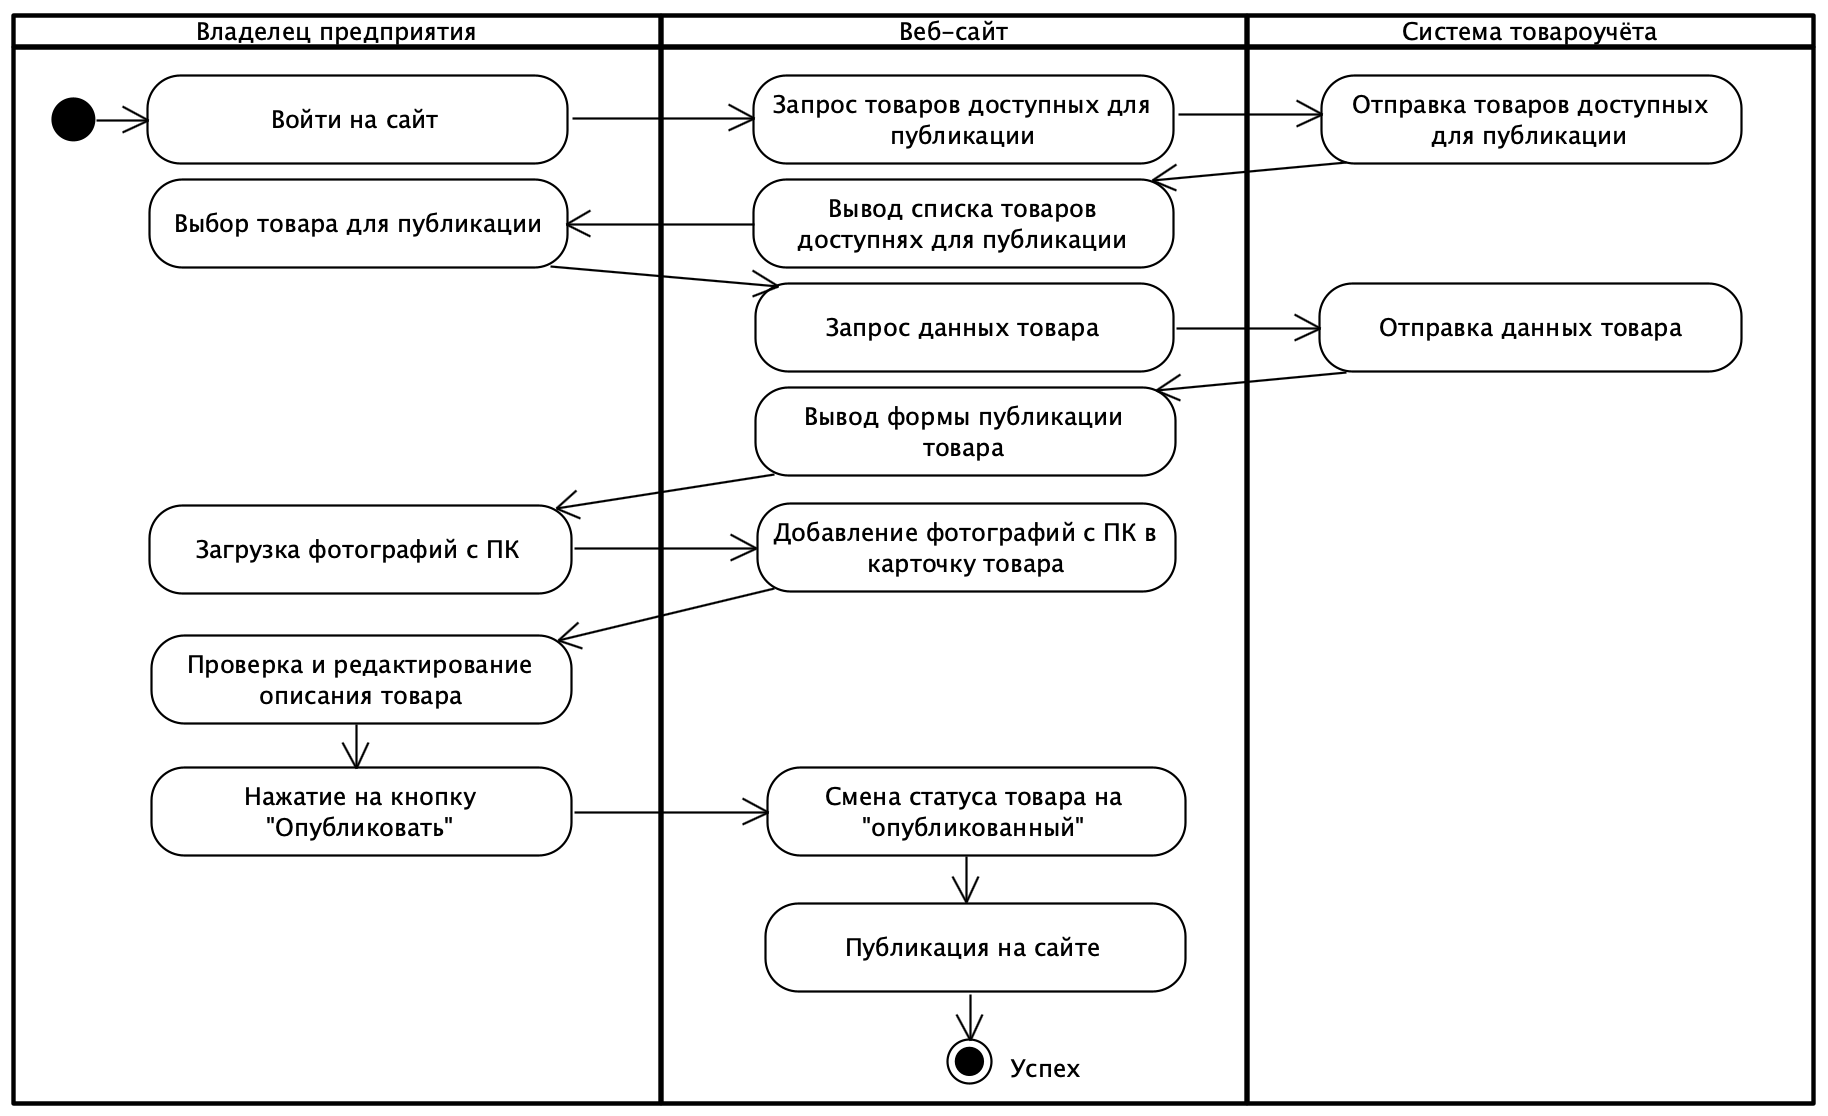 Владелец предприятия
Веб-сайт
Система товароучёта
Войти на сайт
Запрос товаров доступных для
публикации
Отправка товаров доступных
для публикации
Выбор товара для публикации
Вывод списка товаров
доступнях для публикации
Запрос данных товара
Отправка данных товара
Вывод формы публикации
товара
Загрузка фотографий с ПК
Добавление фотографий с ПК в
карточку товара
Проверка и редактирование
описания товара
Нажатие на кнопку
"Опубликовать"
Смена статуса товара на
"опубликованный"
Публикация на сайте
Успех